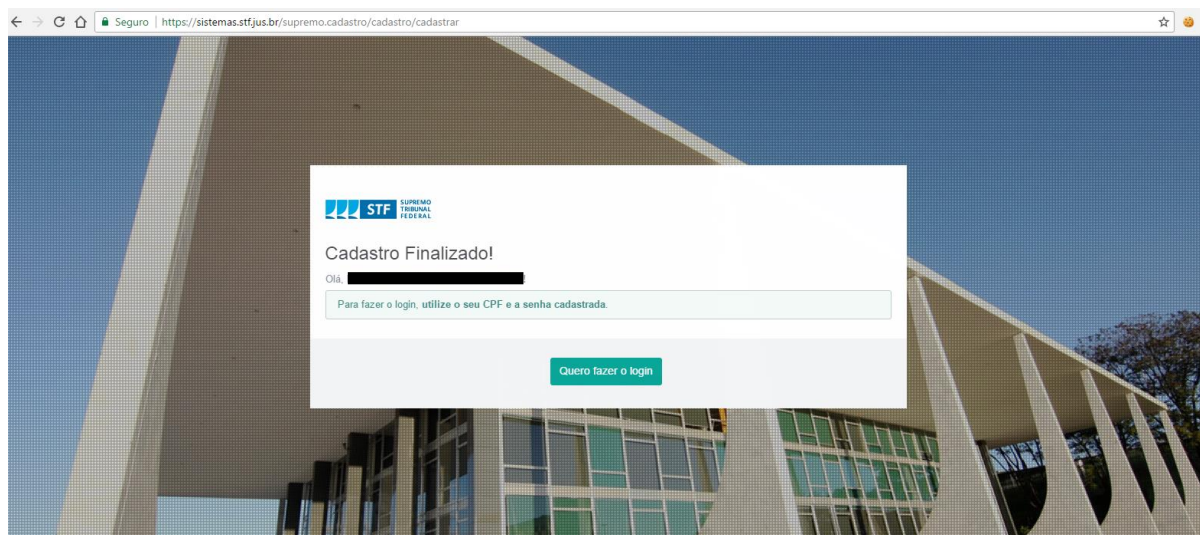 Seguro | https://sistemas.stf.jus.br/supremo.cadastro/cadastro/cadastrar
STF SUPREMO
TRIBUNAL
FEDERAL
Cadastro Finalizado!
Olá, !
Para fazer o login, utilize o seu CPF e a senha cadastrada.
Quero fazer o login